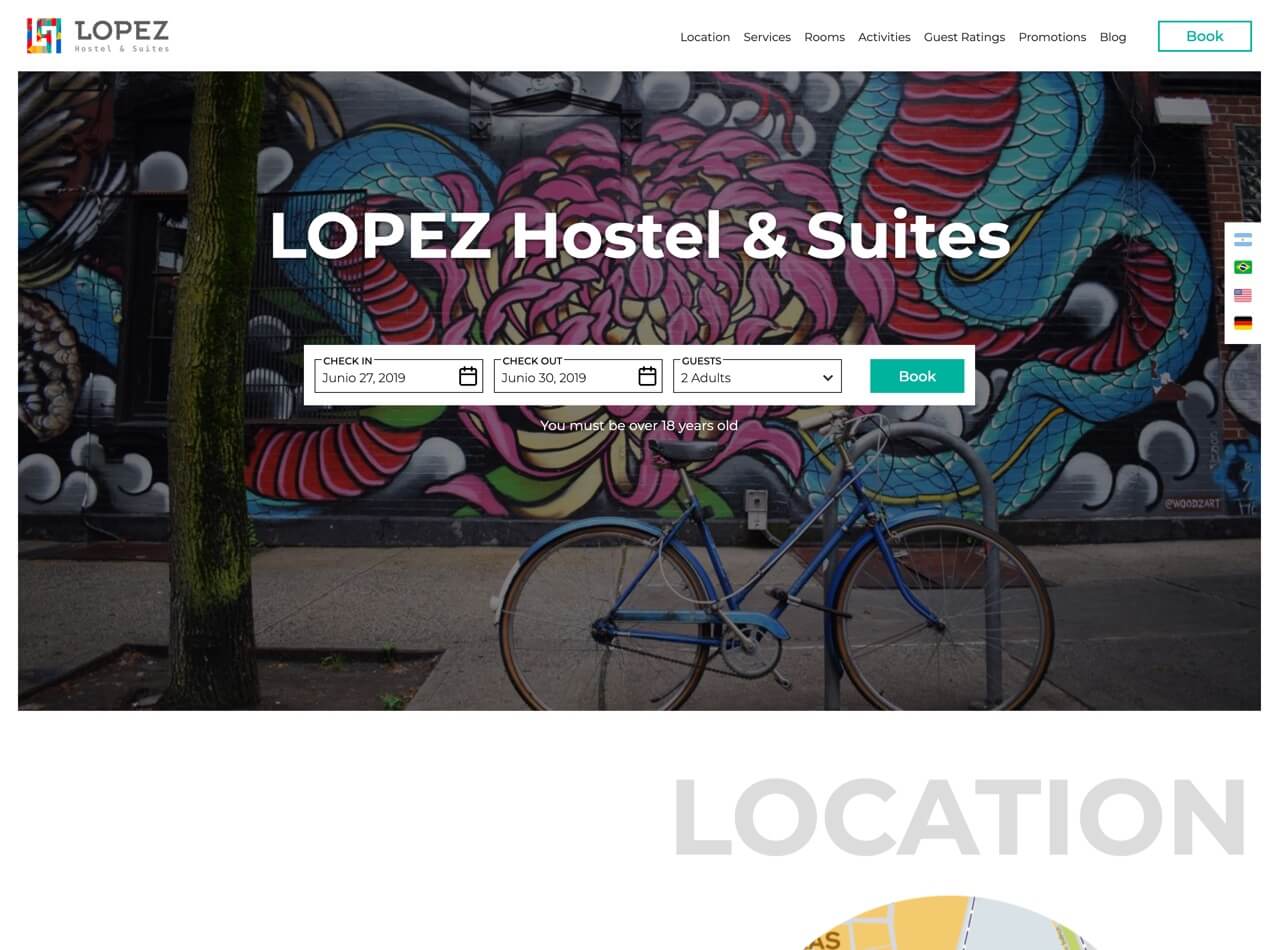 LOPEZ
Hostel & Suites
Location Services Rooms Activities Guest Ratings Promotions Blog Book
LOPEZ Hostel & Suites
CHECK IN CHECK OUT GUESTS
Junio 27, 2019 Junio 30, 2019 2 Adults Book
You must be over 18 years old
@WOODZART
LOCATION